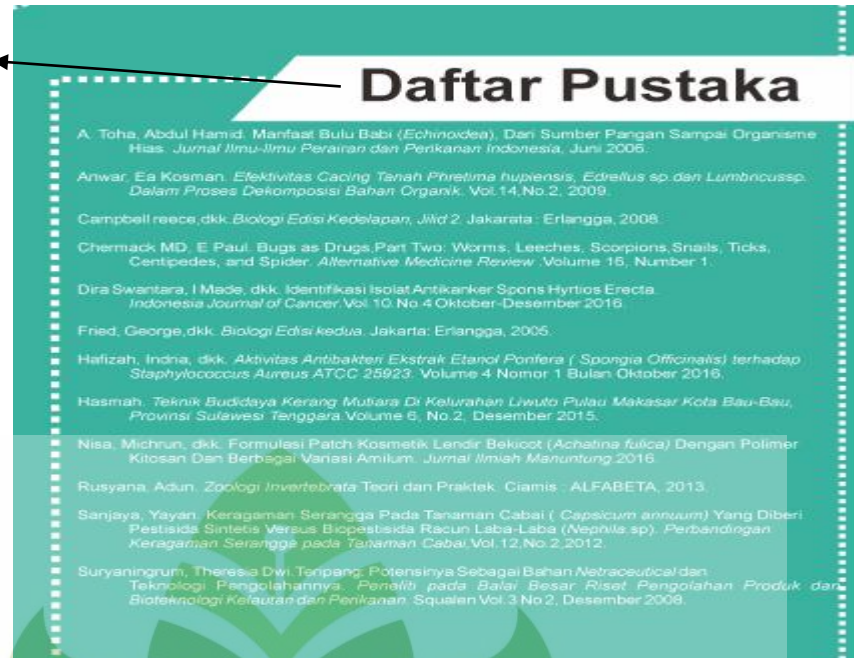 Daftar Pustaka
A. Toha, Abdul Hamid. Manfaat Bulu Babi (Echinoidea), Dari Sumber Pangan Sampai Organisme
Hias. Jurnal Ilmu-Ilmu Perairan dan Perikanan Indonesia, Juni 2006.
Anwar, Ea Kosman. Efektivitas Cacing Tanah Phretima hupiensis, Edrellus sp.dan Lumbricussp.
Dalam Proses Dekomposisi Bahan Organik. Vol.14,No.2, 2009.
Campbell reece,dkk.Biologi Edisi Kedelapan, Jilid 2. Jakarata : Erlangga, 2008.
Chermack MD, E Paul. Bugs as Drugs,Part Two: Worms, Leeches, Scorpions,Snails, Ticks,
Centipedes, and Spider. Alternative Medicine Review .Volume 16, Number 1.
Dira Swantara, I Made, dkk. Identifikasi Isolat Antikanker Spons Hyrtios Erecta.
Indonesia Journal of Cancer.Vol.10 No 4 Oktober-Desember 2016.
Fried, George,dkk. Biologi Edisi kedua. Jakarta: Erlangga, 2005.
Hafizah, Indria, dkk. Aktivitas Antibakteri Ekstrak Etanol Porifera ( Spongia Officinalis) terhadap
Staphylococcus Aureus ATCC 25923. Volume 4 Nomor 1 Bulan Oktober 2016.
Hasmah. Teknik Budidaya Kerang Mutiara Di Kelurahan Liwuto Pulau Makasar Kota Bau-Bau,
Provinsi Sulawesi Tenggara.Volume 6, No.2, Desember 2015.
Nisa, Michrun, dkk. Formulasi Patch Kosmetik Lendir Bekicot (Achatina fulica) Dengan Polimer
Kitosan Dan Berbagai Variasi Amilum. Jurnal Ilmiah Manuntung.2016.
Rusyana, Adun. Zoologi Invertebrata Teori dan Praktek. Ciamis : ALFABETA, 2013.
Sanjaya, Yayan. Keragaman Serangga Pada Tanaman Cabai ( Capsicum annuum) Yang Diberi
Pestisida Sintetis Versus Biopestisida Racun Laba-Laba (Nephila.sp). Perbandingan
Keragaman Serangga pada Tanaman Cabai,Vol.12,No.2,2012.
Suryaningrum, Theresia Dwi.Teripang: Potensinya Sebagai Bahan Netraceutical dan
Teknologi Pengolahannya. Peneliti pada Balai Besar Riset Pengolahan Produk dan
Bioteknologi Kelautan dan Perikanan. Squalen Vol.3 No 2, Desember 2008.